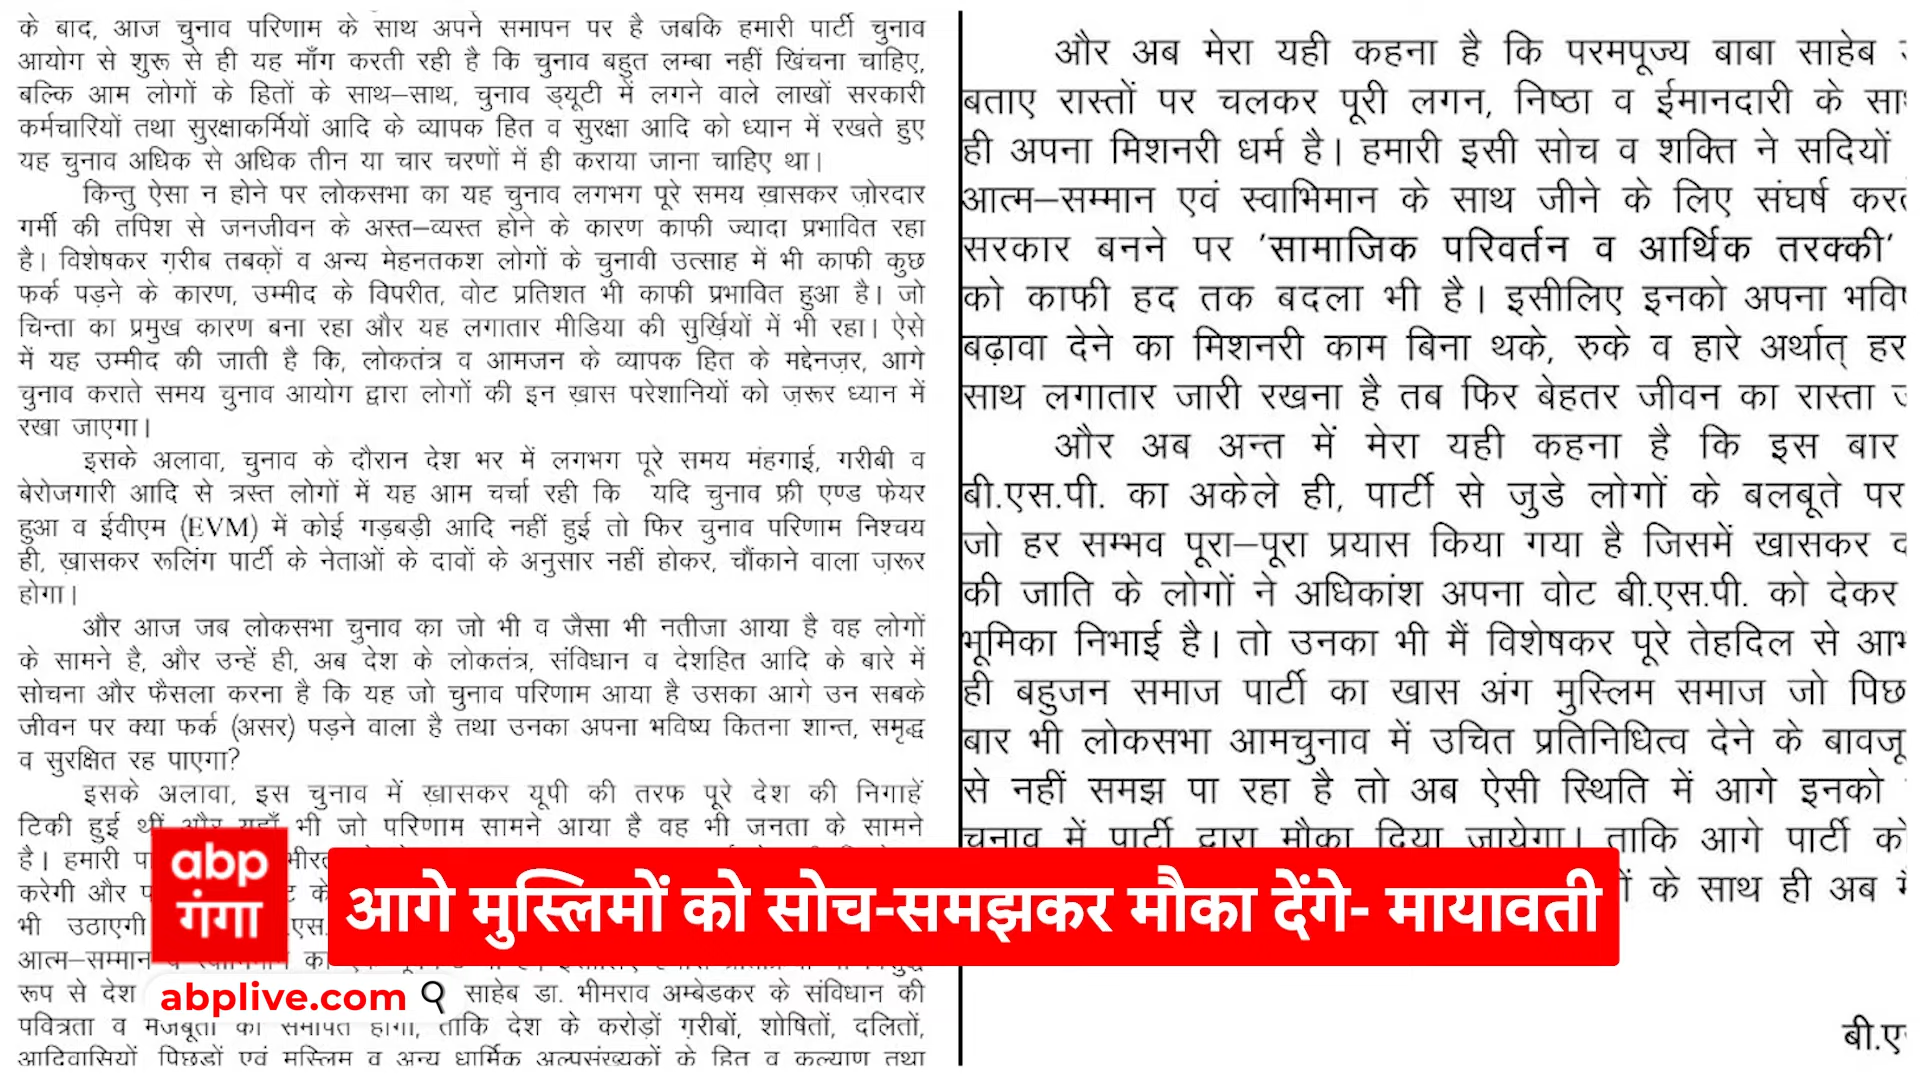 के बाद, आज चुनाव परिणाम के साथ अपने समापन पर है जबकि हमारी पार्टी चुनाव
आयोग से शुरू से ही यह माँग करती रही है कि चुनाव बहुत लम्बा नहीं खिंचना चाहिए,
बल्कि आम लोगों के हितों के साथ–साथ, चुनाव ड्यूटी में लगने वाले लाखों सरकारी
कर्मचारियों तथा सुरक्षाकर्मियों आदि के व्यापक हित व सुरक्षा आदि को ध्यान में रखते हुए
यह चुनाव अधिक से अधिक तीन या चार चरणों में ही कराया जाना चाहिए था।
किन्तु ऐसा न होने पर लोकसभा का यह चुनाव लगभग पूरे समय ख़ासकर ज़ोरदार
गर्मी की तपिश से जनजीवन के अस्त–व्यस्त होने के कारण काफी ज्यादा प्रभावित रहा
है। विशेषकर ग़रीब तबक़ों व अन्य मेहनतकश लोगों के चुनावी उत्साह में भी काफी कुछ
फर्क पड़ने के कारण, उम्मीद के विपरीत, वोट प्रतिशत भी काफी प्रभावित हुआ है। जो
चिन्ता का प्रमुख कारण बना रहा और यह लगातार मीडिया की सुर्ख़ियों में भी रहा। ऐसे
में यह उम्मीद की जाती है कि, लोकतंत्र व आमजन के व्यापक हित के मद्देनज़र, आगे
चुनाव कराते समय चुनाव आयोग द्वारा लोगों की इन ख़ास परेशानियों को ज़रूर ध्यान में
रखा जाएगा।
इसके अलावा, चुनाव के दौरान देश भर में लगभग पूरे समय मंहगाई, गरीबी व
बेरोजगारी आदि से त्रस्त लोगों में यह आम चर्चा रही कि यदि चुनाव फ्री एण्ड फेयर
हुआ व ईवीएम (EVM) में कोई गड़बड़ी आदि नहीं हुई तो फिर चुनाव परिणाम निश्चय
ही, ख़ासकर रूलिंग पार्टी के नेताओं के दावों के अनुसार नहीं होकर, चौंकाने वाला ज़रूर
होगा।
और आज जब लोकसभा चुनाव का जो भी व जैसा भी नतीजा आया है वह लोगों
के सामने है, और उन्हें ही, अब देश के लोकतंत्र, संविधान व देशहित आदि के बारे में
सोचना और फैसला करना है कि यह जो चुनाव परिणाम आया है उसका आगे उन सबके
जीवन पर क्या फर्क (असर) पड़ने वाला है तथा उनका अपना भविष्य कितना शान्त, समृद्ध
व सुरक्षित रह पाएगा?
इसके अलावा, इस चुनाव में ख़ासकर यूपी की तरफ पूरे देश की निगाहें
टिकी हुई थीं और यहाँ भी जो परिणाम सामने आया है वह भी जनता के सामने
है। हमारी
करेगी और
भी उठाएगी
आत्म–सम्मान
रूप से देश साहेब डा. भीमराव अम्बेडकर के संविधान की
पवित्रता व मजबूती को समर्पित होगी, ताकि देश के करोड़ों ग़रीबों, शोषितों, दलितों,
आदिवासियों पिछड़ों एवं मुस्लिम व अन्य धार्मिक अल्पसंख्यकों के हित व कल्याण तथा
और अब मेरा यही कहना है कि परमपूज्य बाबा साहेब
बताए रास्तों पर चलकर पूरी लगन, निष्ठा व ईमानदारी के
ही अपना मिशनरी धर्म है। हमारी इसी सोच व शक्ति ने सदियों
आत्म–सम्मान एवं स्वाभिमान के साथ जीने के लिए संघर्ष
सरकार बनने पर 'सामाजिक परिवर्तन व आर्थिक तरक्की'
को काफी हद तक बदला भी है। इसीलिए इनको अपना
बढ़ावा देने का मिशनरी काम बिना थके, रुके व हारे अर्थात् हर
साथ लगातार जारी रखना है तब फिर बेहतर जीवन का रास्ता
और अब अन्त में मेरा यही कहना है कि इस बार
बी.एस.पी. का अकेले ही, पार्टी से जुडे लोगों के बलबूते पर
जो हर सम्भव पूरा–पूरा प्रयास किया गया है जिसमें खासकर
की जाति के लोगों ने अधिकांश अपना वोट बी.एस.पी. को देकर
भूमिका निभाई है। तो उनका भी मैं विशेषकर पूरे तेहदिल से
ही बहुजन समाज पार्टी का खास अंग मुस्लिम समाज जो
बार भी लोकसभा आमचुनाव में उचित प्रतिनिधित्व देने के
से नहीं समझ पा रहा है तो अब ऐसी स्थिति में आगे इनको
चुनाव में पार्टी द्वारा मौका दिया जायेगा। ताकि आगे पार्टी
के साथ ही अब
abp
गंगा
आगे मुस्लिमों को सोच-समझकर मौका देंगे- मायावती
abplive.com